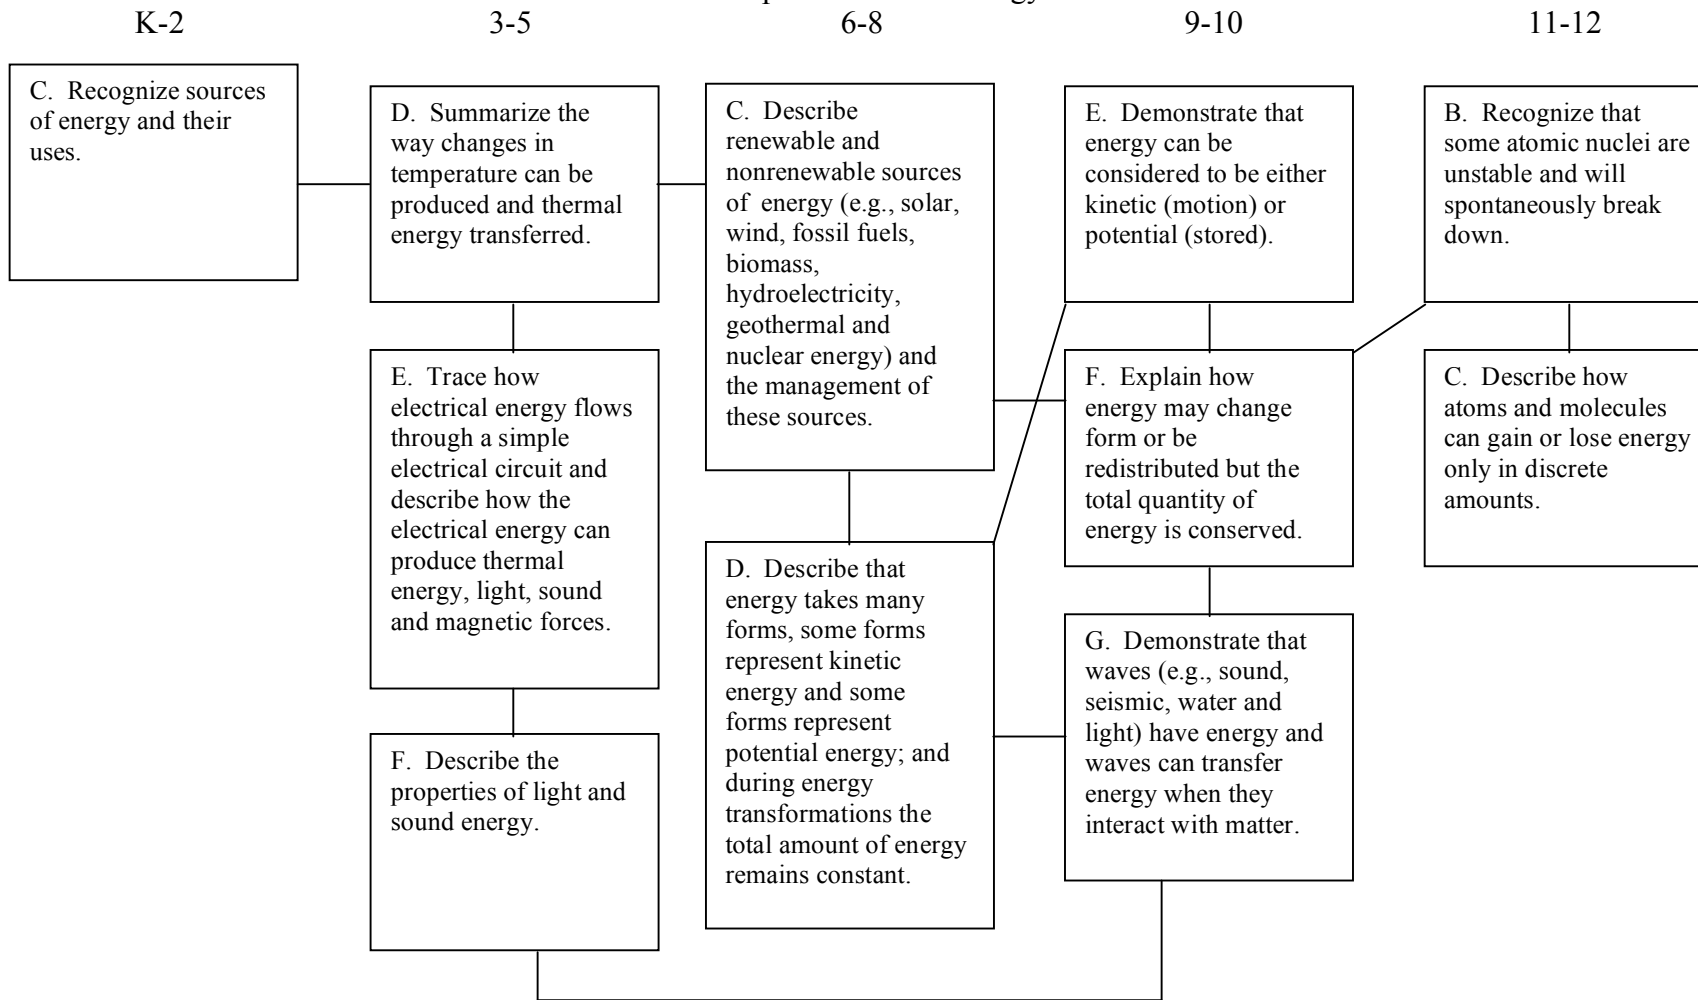 K-2
3-5
6-8
9-10
11-12
C. Recognize sources
of energy and their
uses.
D. Summarize the
way changes in
temperature can be
produced and thermal
energy transferred.
E. Trace how
electrical energy flows
through a simple
electrical circuit and
describe how the
electrical energy can
produce thermal
energy, light, sound
and magnetic forces.
F. Describe the
properties of light and
sound energy.
C. Describe
renewable and
nonrenewable sources
of energy (e.g., solar,
wind, fossil fuels,
biomass,
hydroelectricity,
geothermal and
nuclear energy) and
the management of
these sources.
D. Describe that
energy takes many
forms, some forms
represent kinetic
energy and some
forms represent
potential energy; and
during energy
transformations the
total amount of energy
remains constant.
E. Demonstrate that
energy can be
considered to be either
kinetic (motion) or
potential (stored).
F. Explain how
energy may change
form or be
redistributed but the
total quantity of
energy is conserved.
G. Demonstrate that
waves (e.g., sound,
seismic, water and
light) have energy and
waves can transfer
energy when they
interact with matter.
B. Recognize that
some atomic nuclei are
unstable and will
spontaneously break
down.
C. Describe how
atoms and molecules
can gain or lose energy
only in discrete
amounts.